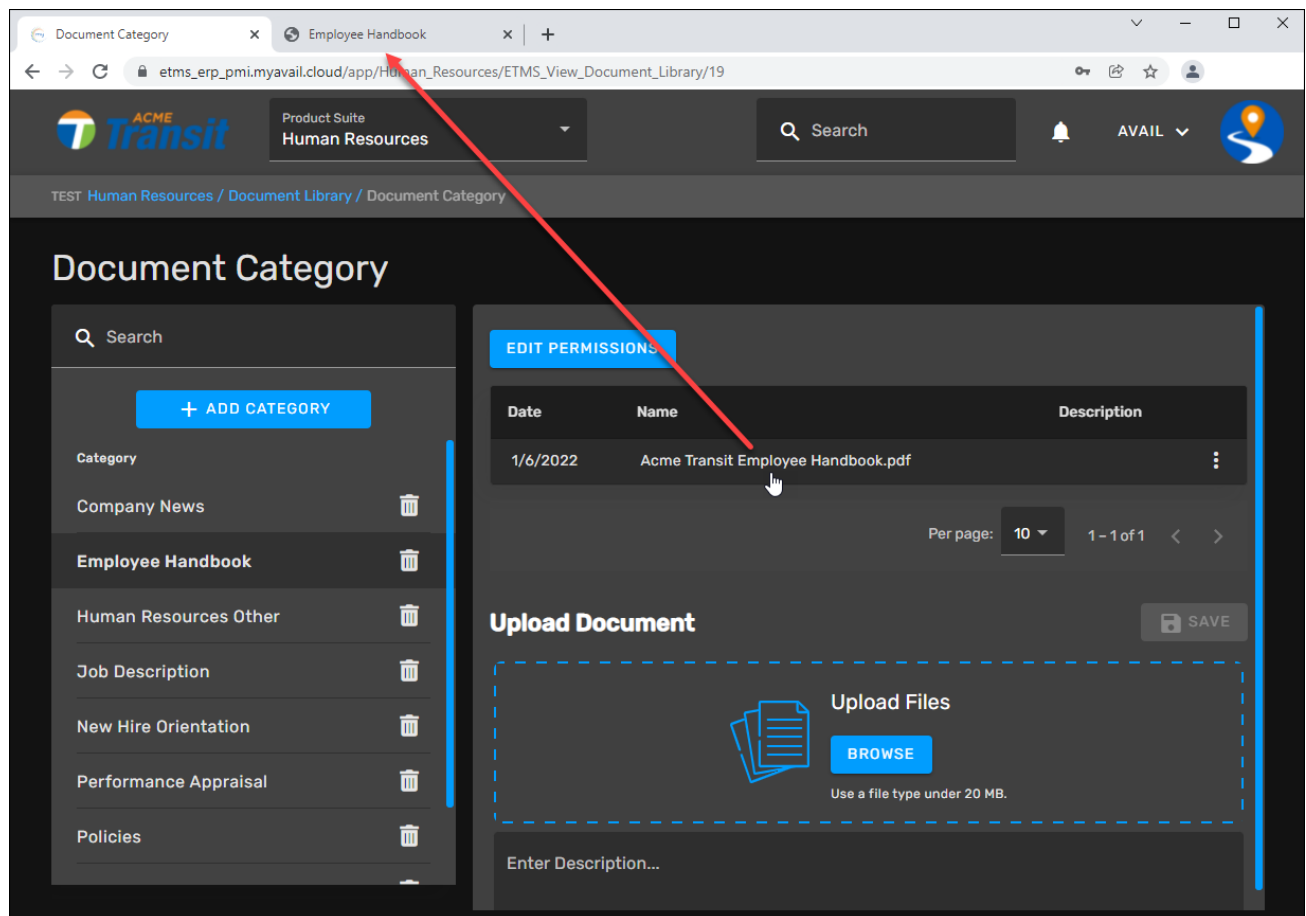 Document Category
Employee Handbook
etms_erp_pmi.myavail.cloud/app/Human_Resources/ETMS_View_Document_Library/19
ACME
Transit
Product Suite
Human Resources
Search
AVAIL
TEST Human Resources / Document Library / Document Category
Document Category
Search
+ ADD CATEGORY
Category
Company News
Employee Handbook
Human Resources Other
Job Description
New Hire Orientation
Performance Appraisal
Policies
EDIT PERMISSIONS
Date Name Description
1/6/2022 Acme Transit Employee Handbook.pdf
Per page: 10 1 – 1 of 1
Upload Document
SAVE
Upload Files
BROWSE
Use a file type under 20 MB.
Enter Description...